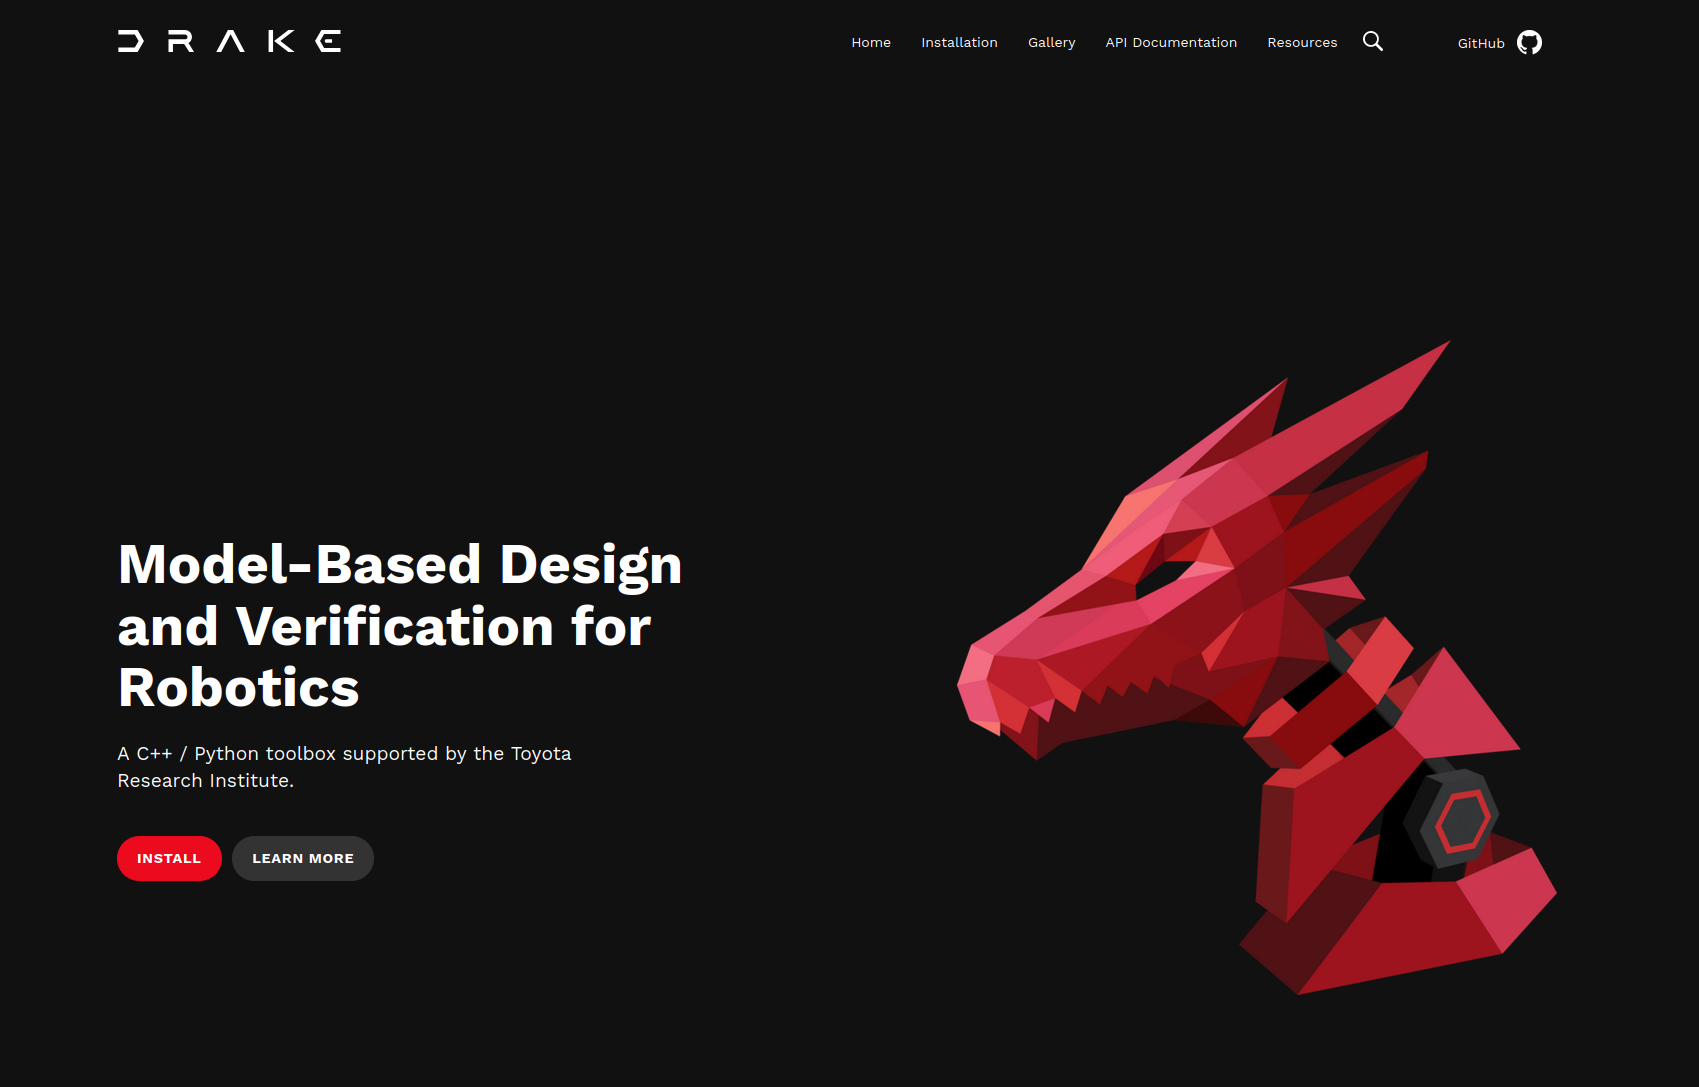 DRAKE
Home Installation Gallery API Documentation Resources GitHub
Model-Based Design
and Verification for
Robotics
A C++ / Python toolbox supported by the Toyota
Research Institute.
INSTALL LEARN MORE